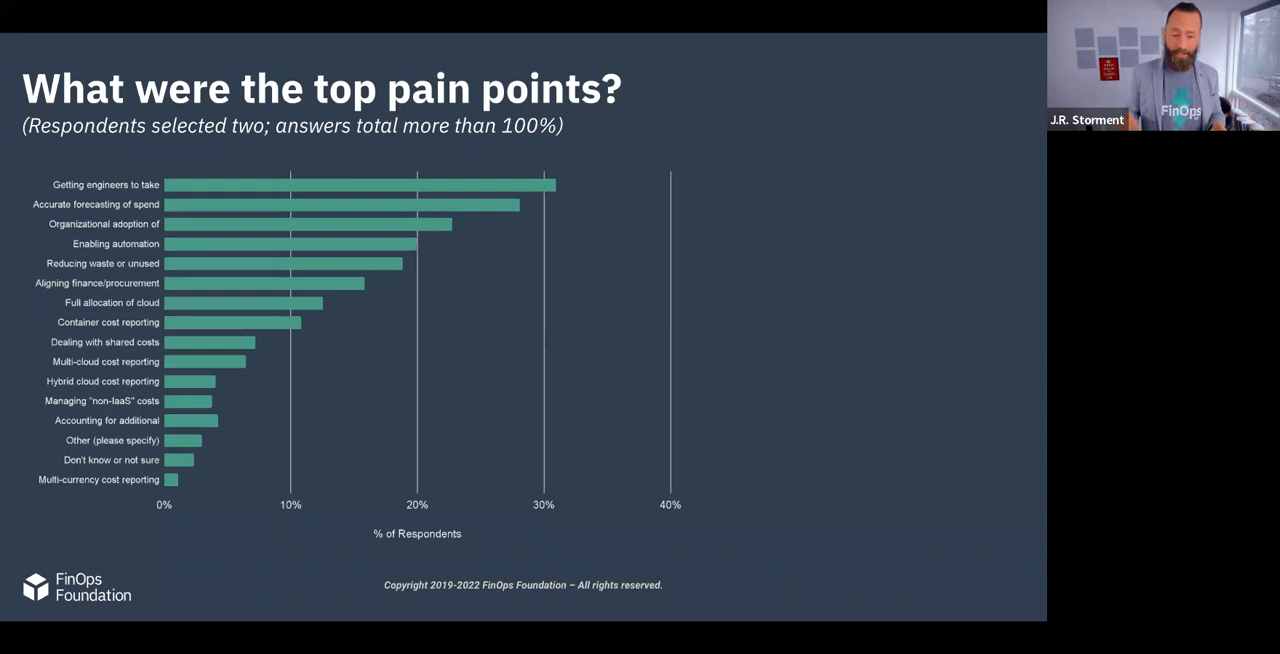 What were the top pain points?
(Respondents selected two; answers total more than 100%)
Getting engineers to take
Accurate forecasting of spend
Organizational adoption of
Enabling automation
Reducing waste or unused
Aligning finance/procurement
Full allocation of cloud
Container cost reporting
Dealing with shared costs
Multi-cloud cost reporting
Hybrid cloud cost reporting
Managing "non-IaaS" costs
Accounting for additional
Other (please specify)
Don't know or not sure
Multi-currency cost reporting
0% 10% 20% 30% 40%
% of Respondents
FinOps
Foundation
Copyright 2019-2022 FinOps Foundation – All rights reserved.
J.R. Storment
FinOps